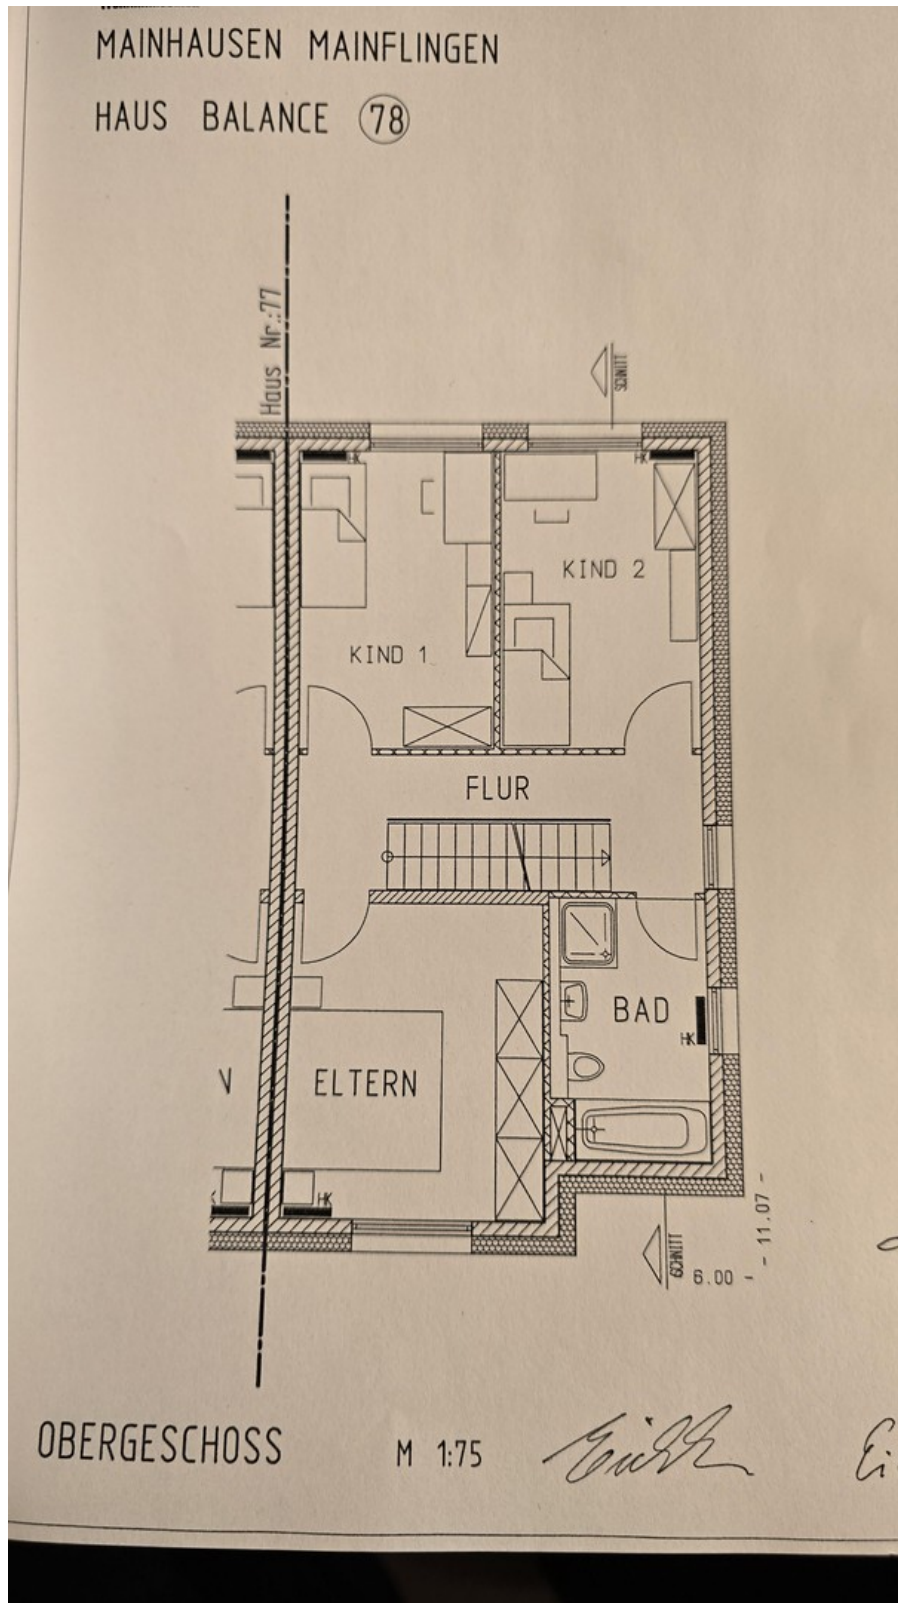 MAINHAUSEN MAINFLINGEN
HAUS BALANCE 78
Haus Nr.:77
SCHNITT
HK
HK
KIND 2
KIND 1
FLUR
BAD
HK
ELTERN
HK
SCHNITT
6.00 - - 11.07 -
OBERGESCHOSS M 1:75